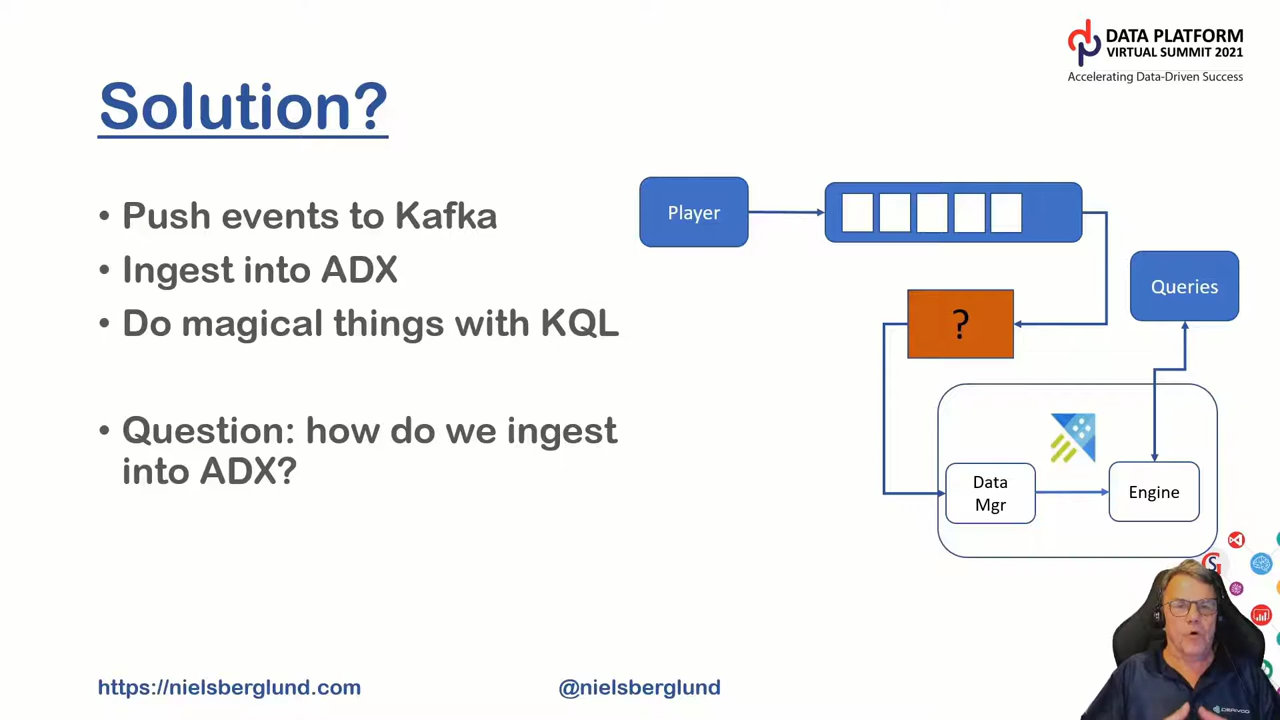 DATA PLATFORM
VIRTUAL SUMMIT 2021
Accelerating Data-Driven Success
Solution?
• Push events to Kafka
• Ingest into ADX
• Do magical things with KQL
• Question: how do we ingest
into ADX?
Player
Queries
?
Data
Mgr
Engine
https://nielsberglund.com
@nielsberglund